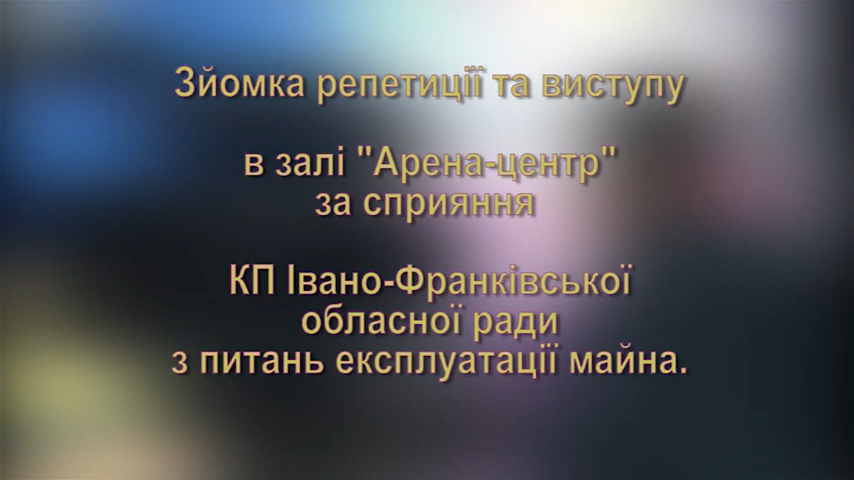 Зйомка репетиції та виступу
в залі "Арена-центр"
за сприяння
КП Івано-Франківської
обласної ради
з питань експлуатації майна.